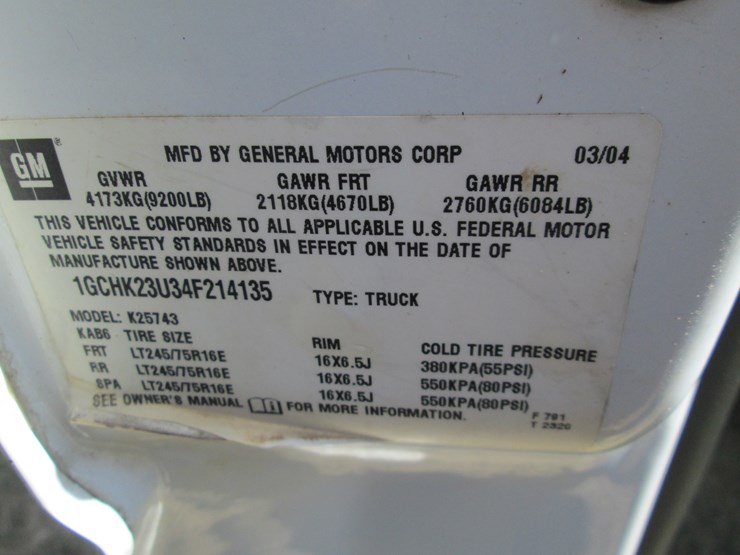 GM ® MFD BY GENERAL MOTORS CORP 03/04
GVWR GAWR FRT GAWR RR
4173KG(9200LB) 2118KG(4670LB) 2760KG(6084LB)
THIS VEHICLE CONFORMS TO ALL APPLICABLE U.S. FEDERAL MOTOR
VEHICLE SAFETY STANDARDS IN EFFECT ON THE DATE OF
MANUFACTURE SHOWN ABOVE.
1GCHK23U34F214135 TYPE: TRUCK
MODEL: K25743
KAB6 TIRE SIZE RIM COLD TIRE PRESSURE
FRT LT245/75R16E 16X6.5J 380KPA(55PSI)
RR LT245/75R16E 16X6.5J 550KPA(80PSI)
SPA LT245/75R16E 16X6.5J 550KPA(80PSI)
SEE OWNER'S MANUAL FOR MORE INFORMATION. F 791
T